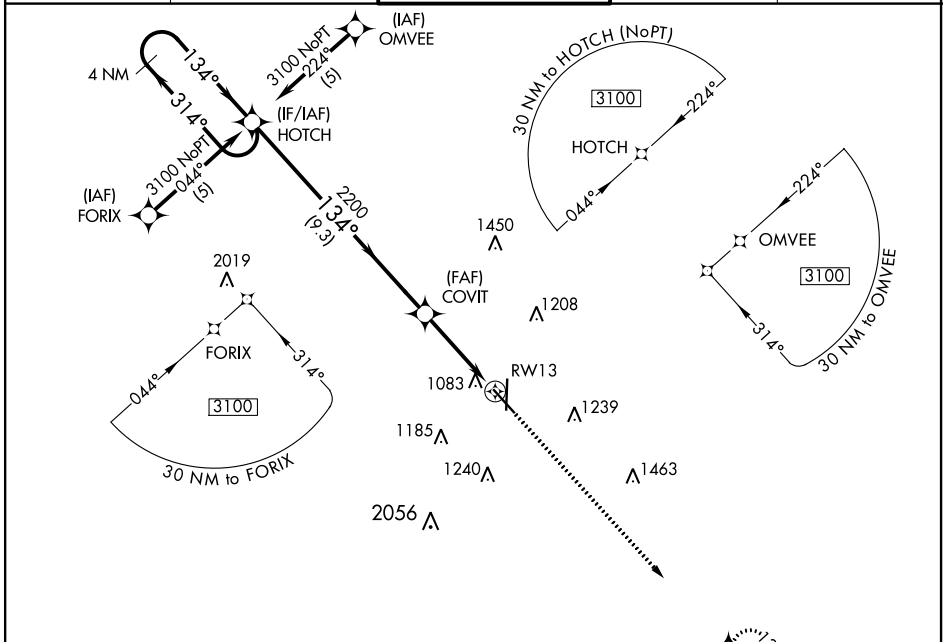 (IAF)
OMVEE
3100 NoPT
224°
(5)
4 NM
134°
314°
(IF/IAF)
HOTCH
3100 NoPT
044°
(5)
(IAF)
FORIX
2200
134°
(9.3)
30 NM to HOTCH (NoPT)
3100
224°
HOTCH
044°
224°
OMVEE
3100
314°
30 NM to OMVEE
1450
2019
(FAF)
COVIT
1208
FORIX
044°
314°
3100
30 NM to FORIX
1083
RW13
1239
1185
1240
1463
2056